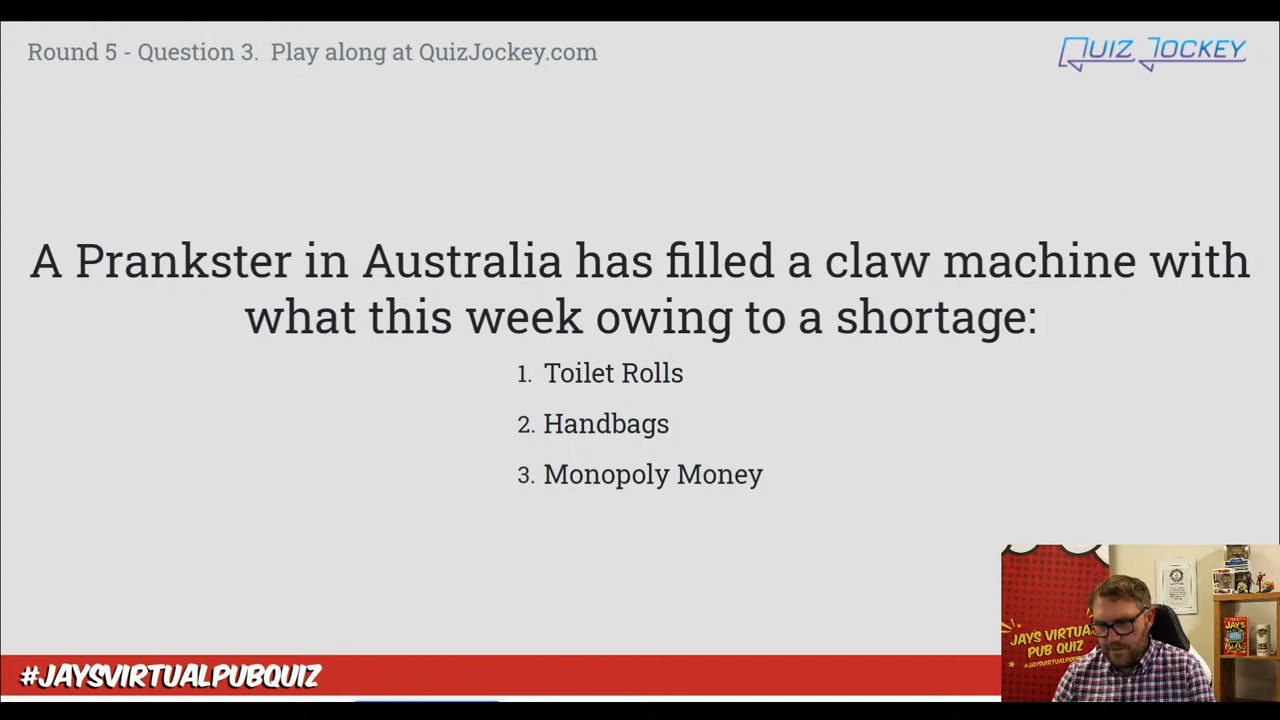 Round 5 - Question 3. Play along at QuizJockey.com
QUIZ JOCKEY
A Prankster in Australia has filled a claw machine with
what this week owing to a shortage:
1. Toilet Rolls
2. Handbags
3. Monopoly Money
JAYS VIRTUAL
PUB QUIZ
JAY'S
#JAYSVIRTUALPUBQUIZ